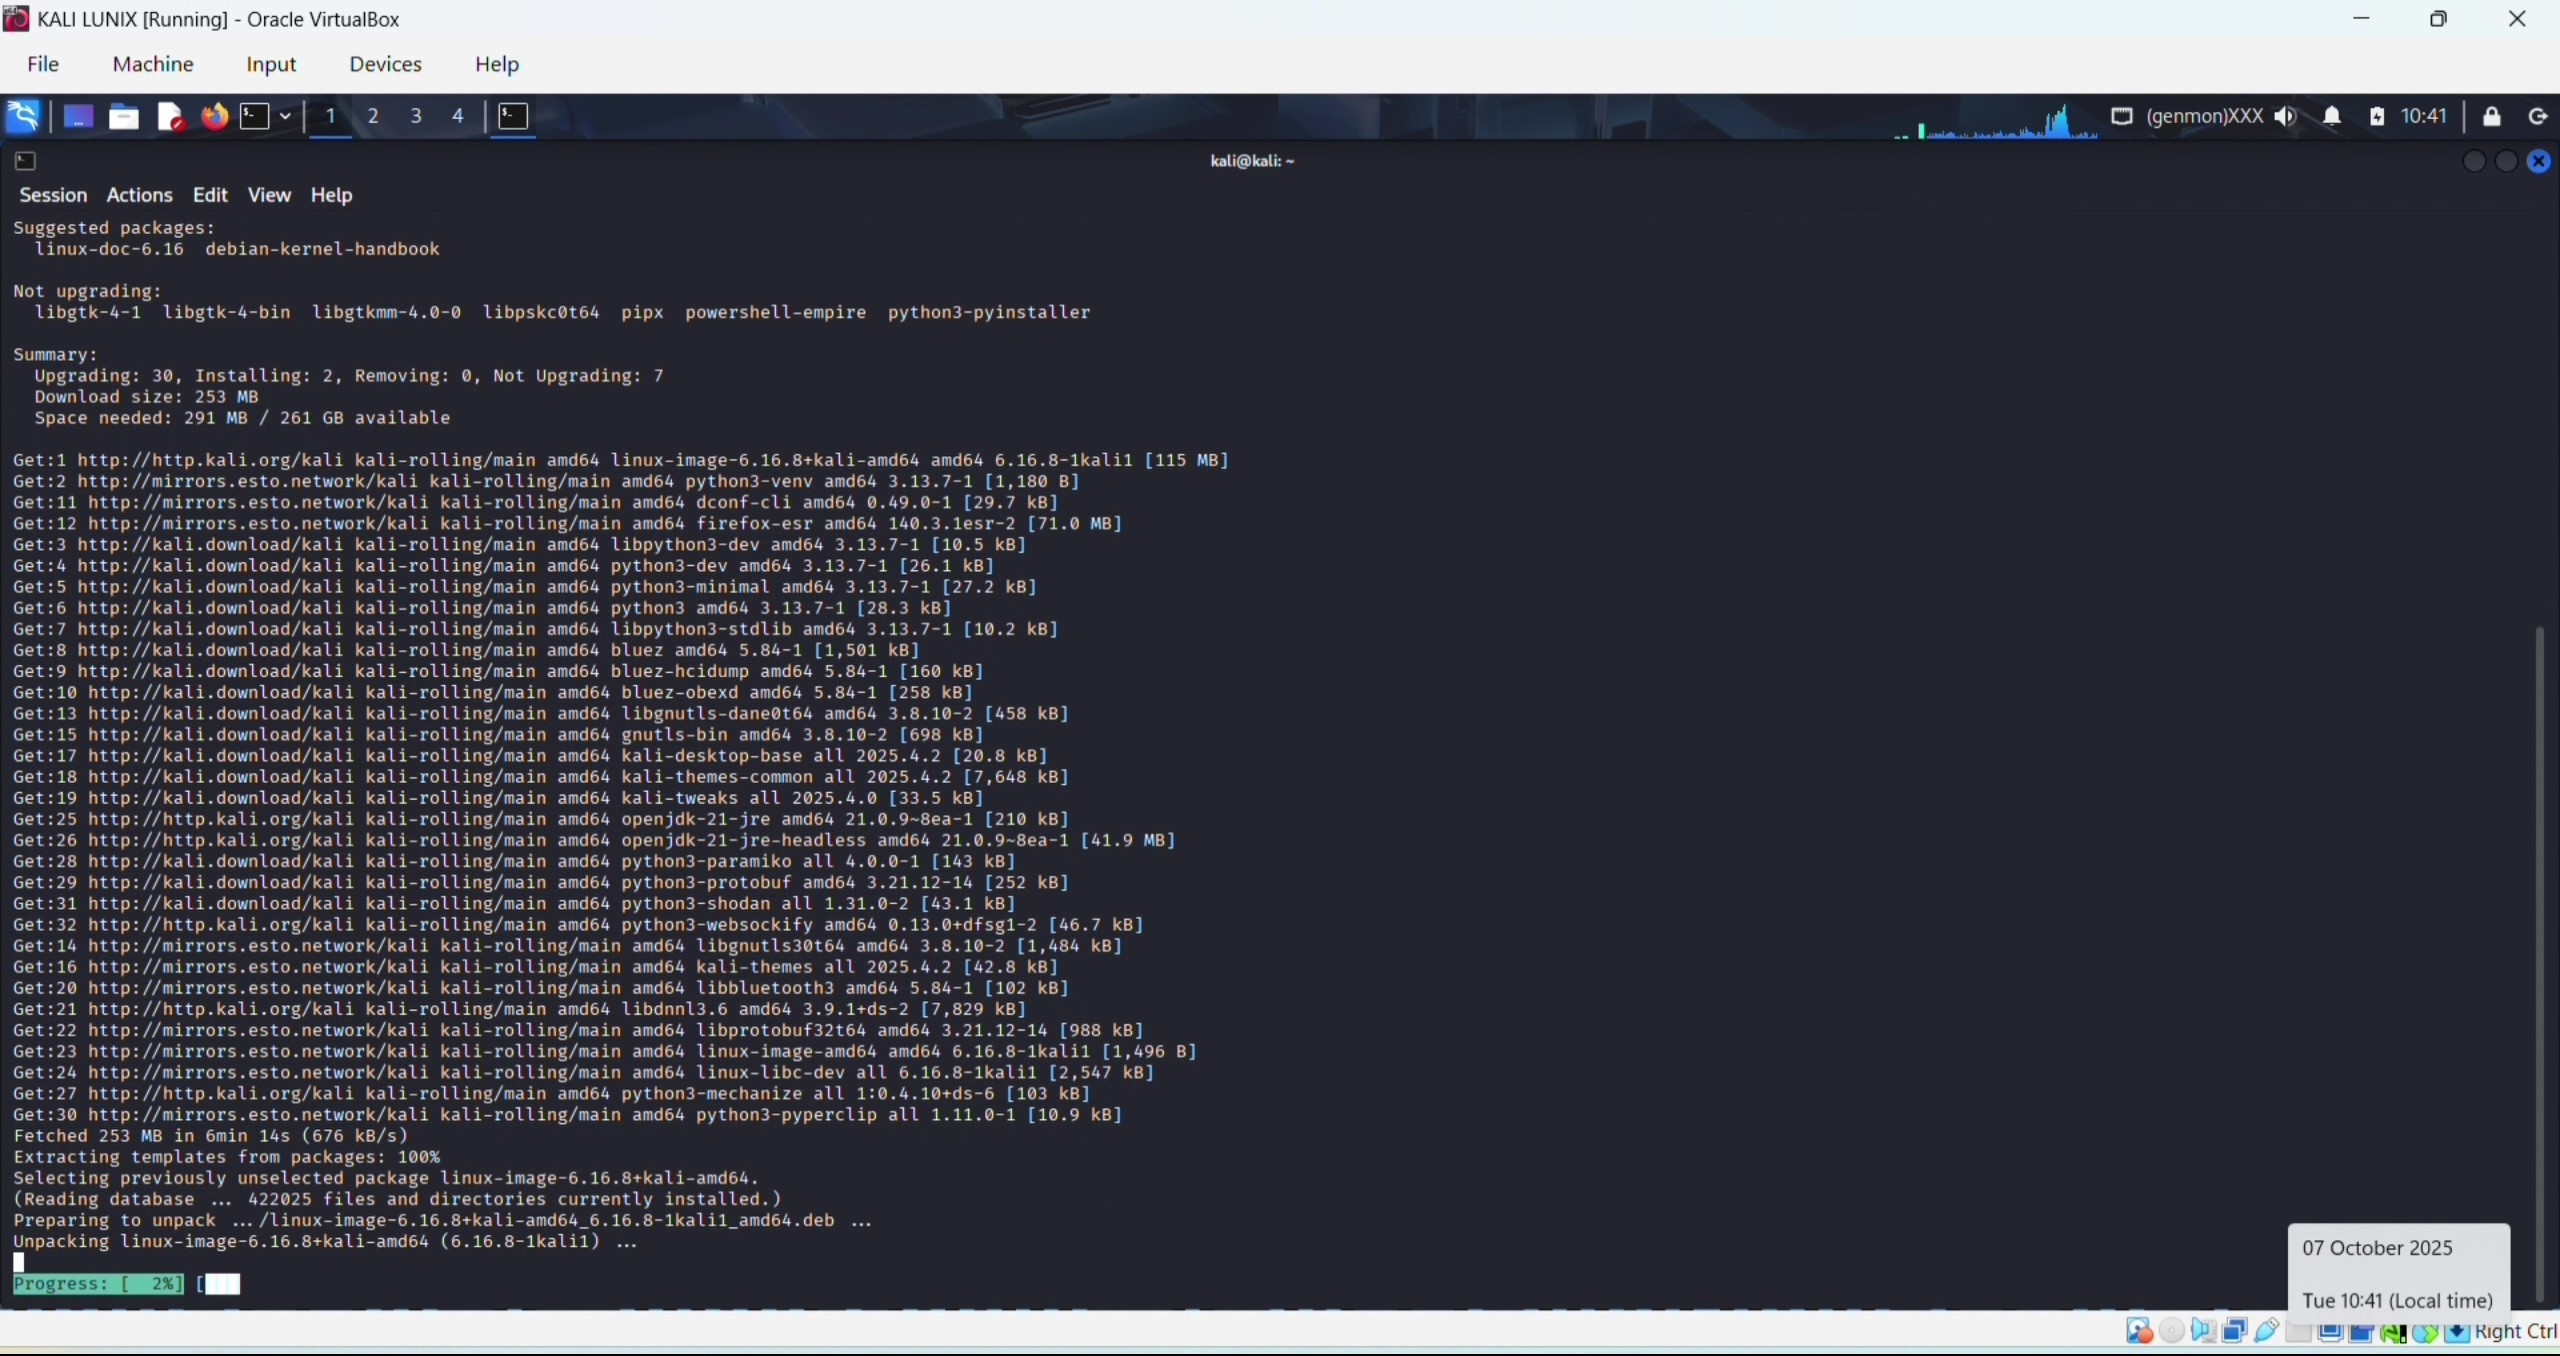 KALI LUNIX [Running] - Oracle VirtualBox
File Machine Input Devices Help
1 2 3 4 (genmon)XXX 10:41
kali@kali: ~
Session Actions Edit View Help
Suggested packages:
linux-doc-6.16 debian-kernel-handbook
Not upgrading:
libgtk-4-1 libgtk-4-bin libgtkmm-4.0-0 libpskc0t64 pipx powershell-empire python3-pyinstaller
Summary:
Upgrading: 30, Installing: 2, Removing: 0, Not Upgrading: 7
Download size: 253 MB
Space needed: 291 MB / 261 GB available
Get:1 http://http.kali.org/kali kali-rolling/main amd64 linux-image-6.16.8+kali-amd64 amd64 6.16.8-1kali1 [115 MB]
Get:2 http://mirrors.esto.network/kali kali-rolling/main amd64 python3-venv amd64 3.13.7-1 [1,180 B]
Get:11 http://mirrors.esto.network/kali kali-rolling/main amd64 dconf-cli amd64 0.49.0-1 [29.7 kB]
Get:12 http://mirrors.esto.network/kali kali-rolling/main amd64 firefox-esr amd64 140.3.1esr-2 [71.0 MB]
Get:3 http://kali.download/kali kali-rolling/main amd64 libpython3-dev amd64 3.13.7-1 [10.5 kB]
Get:4 http://kali.download/kali kali-rolling/main amd64 python3-dev amd64 3.13.7-1 [26.1 kB]
Get:5 http://kali.download/kali kali-rolling/main amd64 python3-minimal amd64 3.13.7-1 [27.2 kB]
Get:6 http://kali.download/kali kali-rolling/main amd64 python3 amd64 3.13.7-1 [28.3 kB]
Get:7 http://kali.download/kali kali-rolling/main amd64 libpython3-stdlib amd64 3.13.7-1 [10.2 kB]
Get:8 http://kali.download/kali kali-rolling/main amd64 bluez amd64 5.84-1 [1,501 kB]
Get:9 http://kali.download/kali kali-rolling/main amd64 bluez-hcidump amd64 5.84-1 [160 kB]
Get:10 http://kali.download/kali kali-rolling/main amd64 bluez-obexd amd64 5.84-1 [258 kB]
Get:13 http://kali.download/kali kali-rolling/main amd64 libgnutls-dane0t64 amd64 3.8.10-2 [458 kB]
Get:15 http://kali.download/kali kali-rolling/main amd64 gnutls-bin amd64 3.8.10-2 [698 kB]
Get:17 http://kali.download/kali kali-rolling/main amd64 kali-desktop-base all 2025.4.2 [20.8 kB]
Get:18 http://kali.download/kali kali-rolling/main amd64 kali-themes-common all 2025.4.2 [7,648 kB]
Get:19 http://kali.download/kali kali-rolling/main amd64 kali-tweaks all 2025.4.0 [33.5 kB]
Get:25 http://http.kali.org/kali kali-rolling/main amd64 openjdk-21-jre amd64 21.0.9~8ea-1 [210 kB]
Get:26 http://http.kali.org/kali kali-rolling/main amd64 openjdk-21-jre-headless amd64 21.0.9~8ea-1 [41.9 MB]
Get:28 http://kali.download/kali kali-rolling/main amd64 python3-paramiko all 4.0.0-1 [143 kB]
Get:29 http://kali.download/kali kali-rolling/main amd64 python3-protobuf amd64 3.21.12-14 [252 kB]
Get:31 http://kali.download/kali kali-rolling/main amd64 python3-shodan all 1.31.0-2 [43.1 kB]
Get:32 http://http.kali.org/kali kali-rolling/main amd64 python3-websockify amd64 0.13.0+dfsg1-2 [46.7 kB]
Get:14 http://mirrors.esto.network/kali kali-rolling/main amd64 libgnutls30t64 amd64 3.8.10-2 [1,484 kB]
Get:16 http://mirrors.esto.network/kali kali-rolling/main amd64 kali-themes all 2025.4.2 [42.8 kB]
Get:20 http://mirrors.esto.network/kali kali-rolling/main amd64 libbluetooth3 amd64 5.84-1 [102 kB]
Get:21 http://http.kali.org/kali kali-rolling/main amd64 libdnnl3.6 amd64 3.9.1+ds-2 [7,829 kB]
Get:22 http://mirrors.esto.network/kali kali-rolling/main amd64 libprotobuf32t64 amd64 3.21.12-14 [988 kB]
Get:23 http://mirrors.esto.network/kali kali-rolling/main amd64 linux-image-amd64 amd64 6.16.8-1kali1 [1,496 B]
Get:24 http://mirrors.esto.network/kali kali-rolling/main amd64 linux-libc-dev all 6.16.8-1kali1 [2,547 kB]
Get:27 http://http.kali.org/kali kali-rolling/main amd64 python3-mechanize all 1:0.4.10+ds-6 [103 kB]
Get:30 http://mirrors.esto.network/kali kali-rolling/main amd64 python3-pyperclip all 1.11.0-1 [10.9 kB]
Fetched 253 MB in 6min 14s (676 kB/s)
Extracting templates from packages: 100%
Selecting previously unselected package linux-image-6.16.8+kali-amd64.
(Reading database ... 422025 files and directories currently installed.)
Preparing to unpack .../linux-image-6.16.8+kali-amd64_6.16.8-1kali1_amd64.deb ...
Unpacking linux-image-6.16.8+kali-amd64 (6.16.8-1kali1) ...
Progress: [  2%] [
07 October 2025
Tue 10:41 (Local time)
Right Ctrl